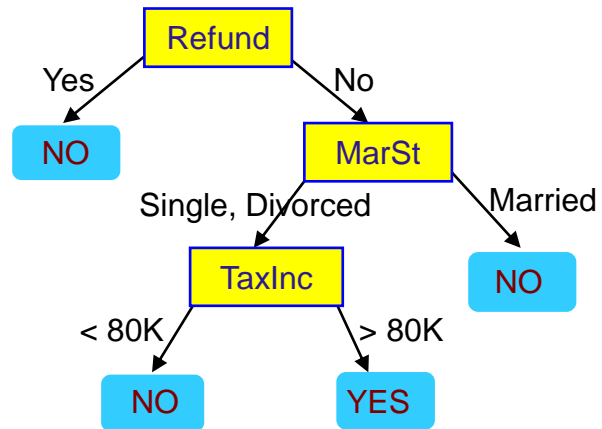 Refund
Yes
No
NO
MarSt
Single, Divorced
Married
TaxInc
NO
< 80K
> 80K
NO
YES